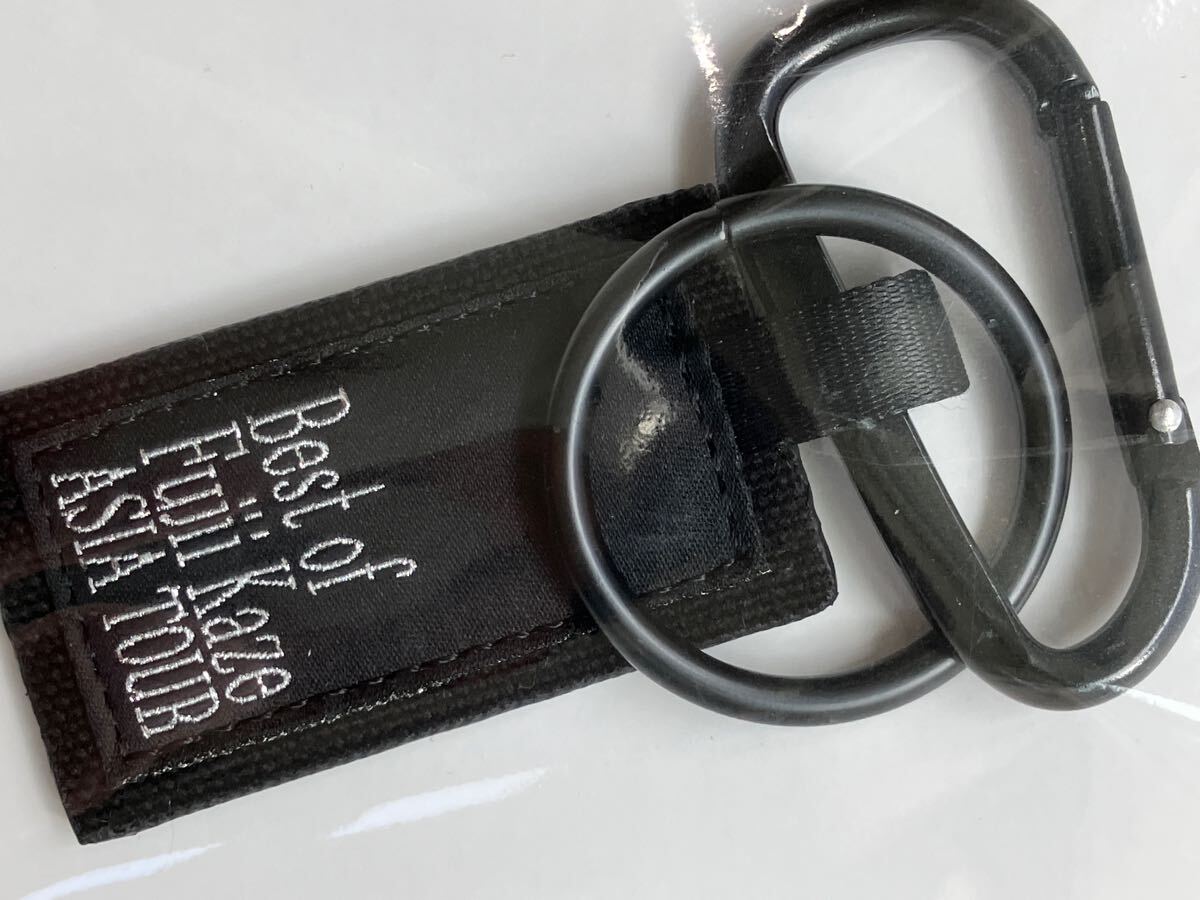 Best of
Fujii Kaze
ASIA TOUR